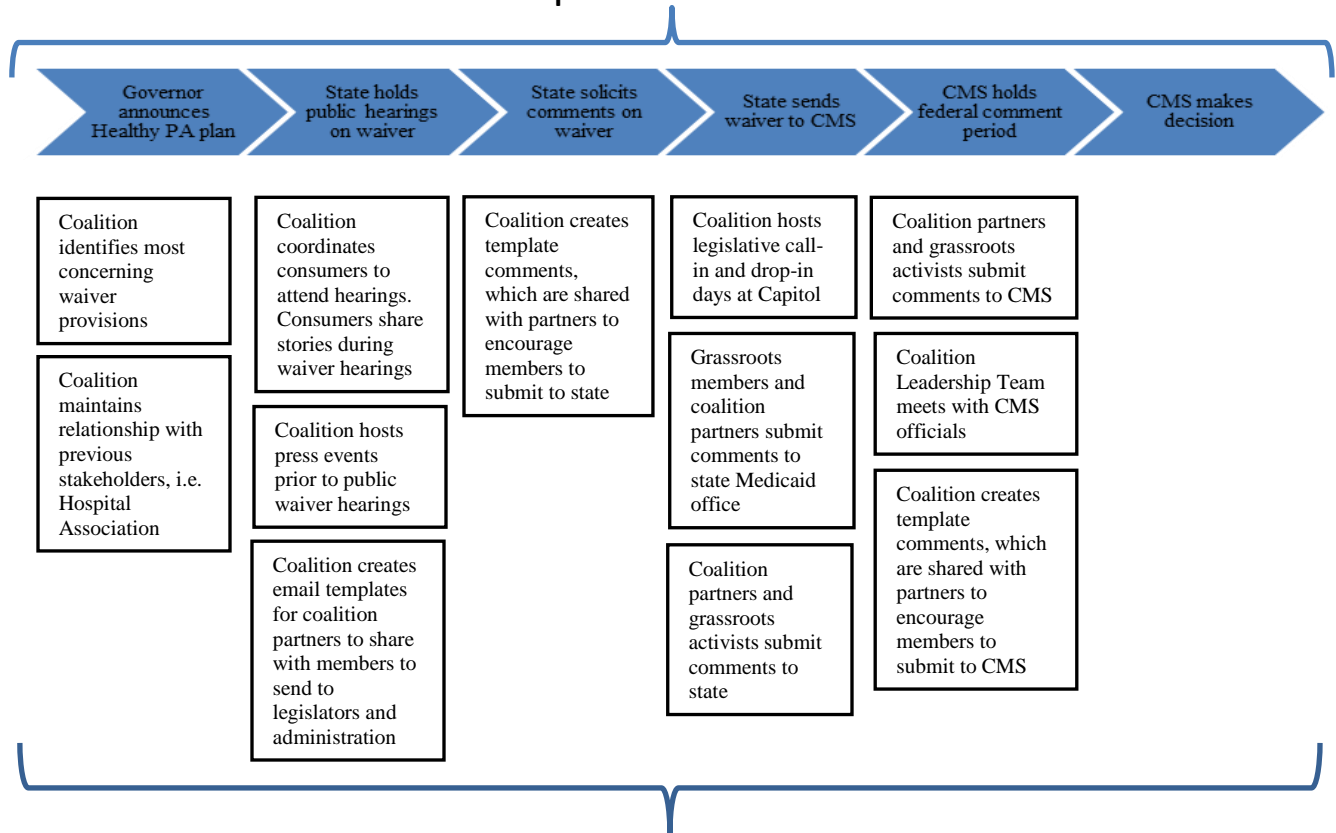 Governor
announces
Healthy PA plan
State holds
public hearings
on waiver
State solicits
comments on
waiver
State sends
waiver to CMS
CMS holds
federal comment
period
CMS makes
decision
Coalition
identifies most
concerning
waiver
provisions
Coalition
maintains
relationship with
previous
stakeholders, i.e.
Hospital
Association
Coalition
coordinates
consumers to
attend hearings.
Consumers share
stories during
waiver hearings
Coalition hosts
press events
prior to public
waiver hearings
Coalition creates
email templates
for coalition
partners to share
with members to
send to
legislators and
administration
Coalition creates
template
comments,
which are shared
with partners to
encourage
members to
submit to state
Coalition hosts
legislative call-
in and drop-in
days at Capitol
Grassroots
members and
coalition
partners submit
comments to
state Medicaid
office
Coalition
partners and
grassroots
activists submit
comments to
state
Coalition partners
and grassroots
activists submit
comments to CMS
Coalition
Leadership Team
meets with CMS
officials
Coalition creates
template
comments, which
are shared with
partners to
encourage
members to
submit to CMS